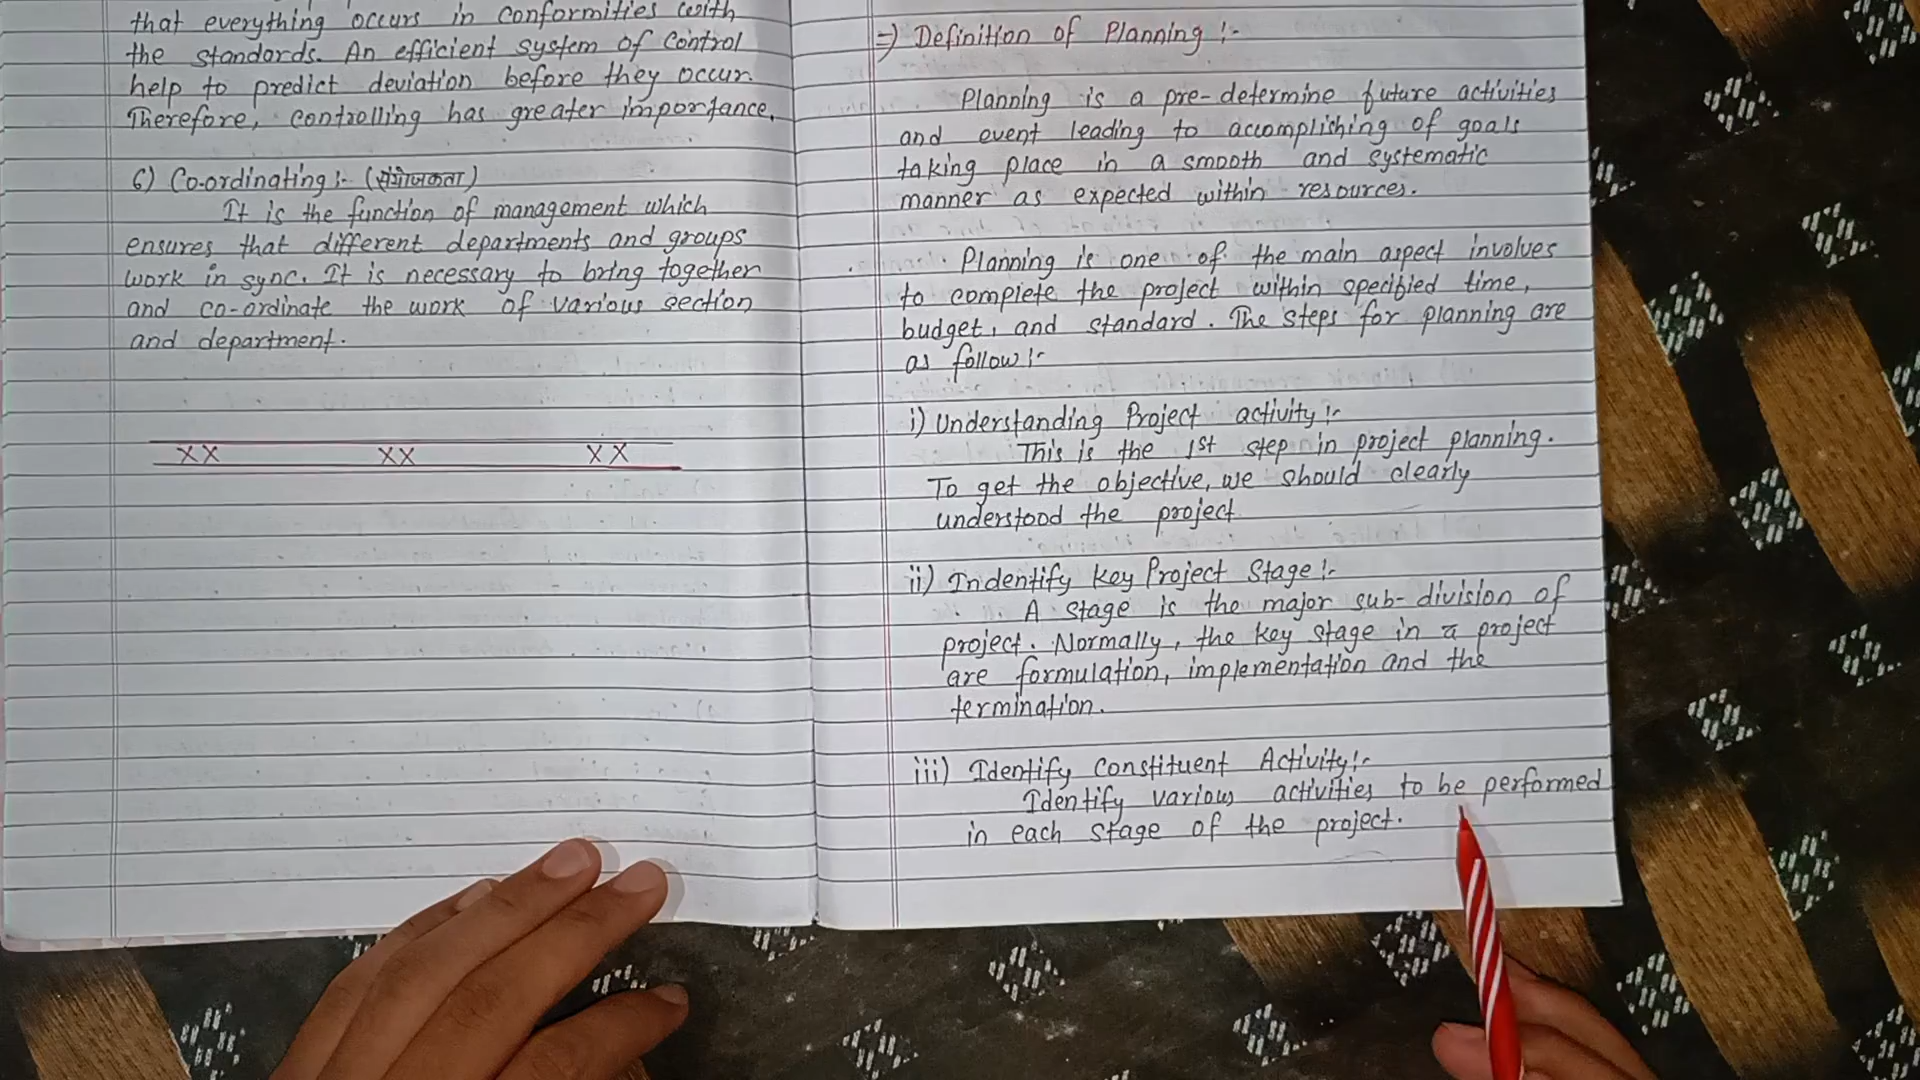 that everything occurs in conformities with
the standards. An efficient system of control
help to predict deviation before they occur.
Therefore, controlling has greater importance.
6) Co-ordinating :- (संयोजकता)
It is the function of management which
ensures that different departments and groups
work in sync. It is necessary to bring together
and co-ordinate the work of various section
and department.
xx xx xx
=) Definition of Planning :-
Planning is a pre-determine future activities
and event leading to accomplishing of goals
taking place in a smooth and systematic
manner as expected within resources.
Planning is one of the main aspect involves
to complete the project within specified time,
budget, and standard. The steps for planning are
as follow :-
i) Understanding Project activity :-
This is the 1st step in project planning.
To get the objective, we should clearly
understood the project.
ii) Indentify key Project Stage :-
A stage is the major sub-division of
project. Normally, the key stage in a project
are formulation, implementation and the
termination.
iii) Identify Constituent Activity :-
Identify various activities to be performed
in each stage of the project.